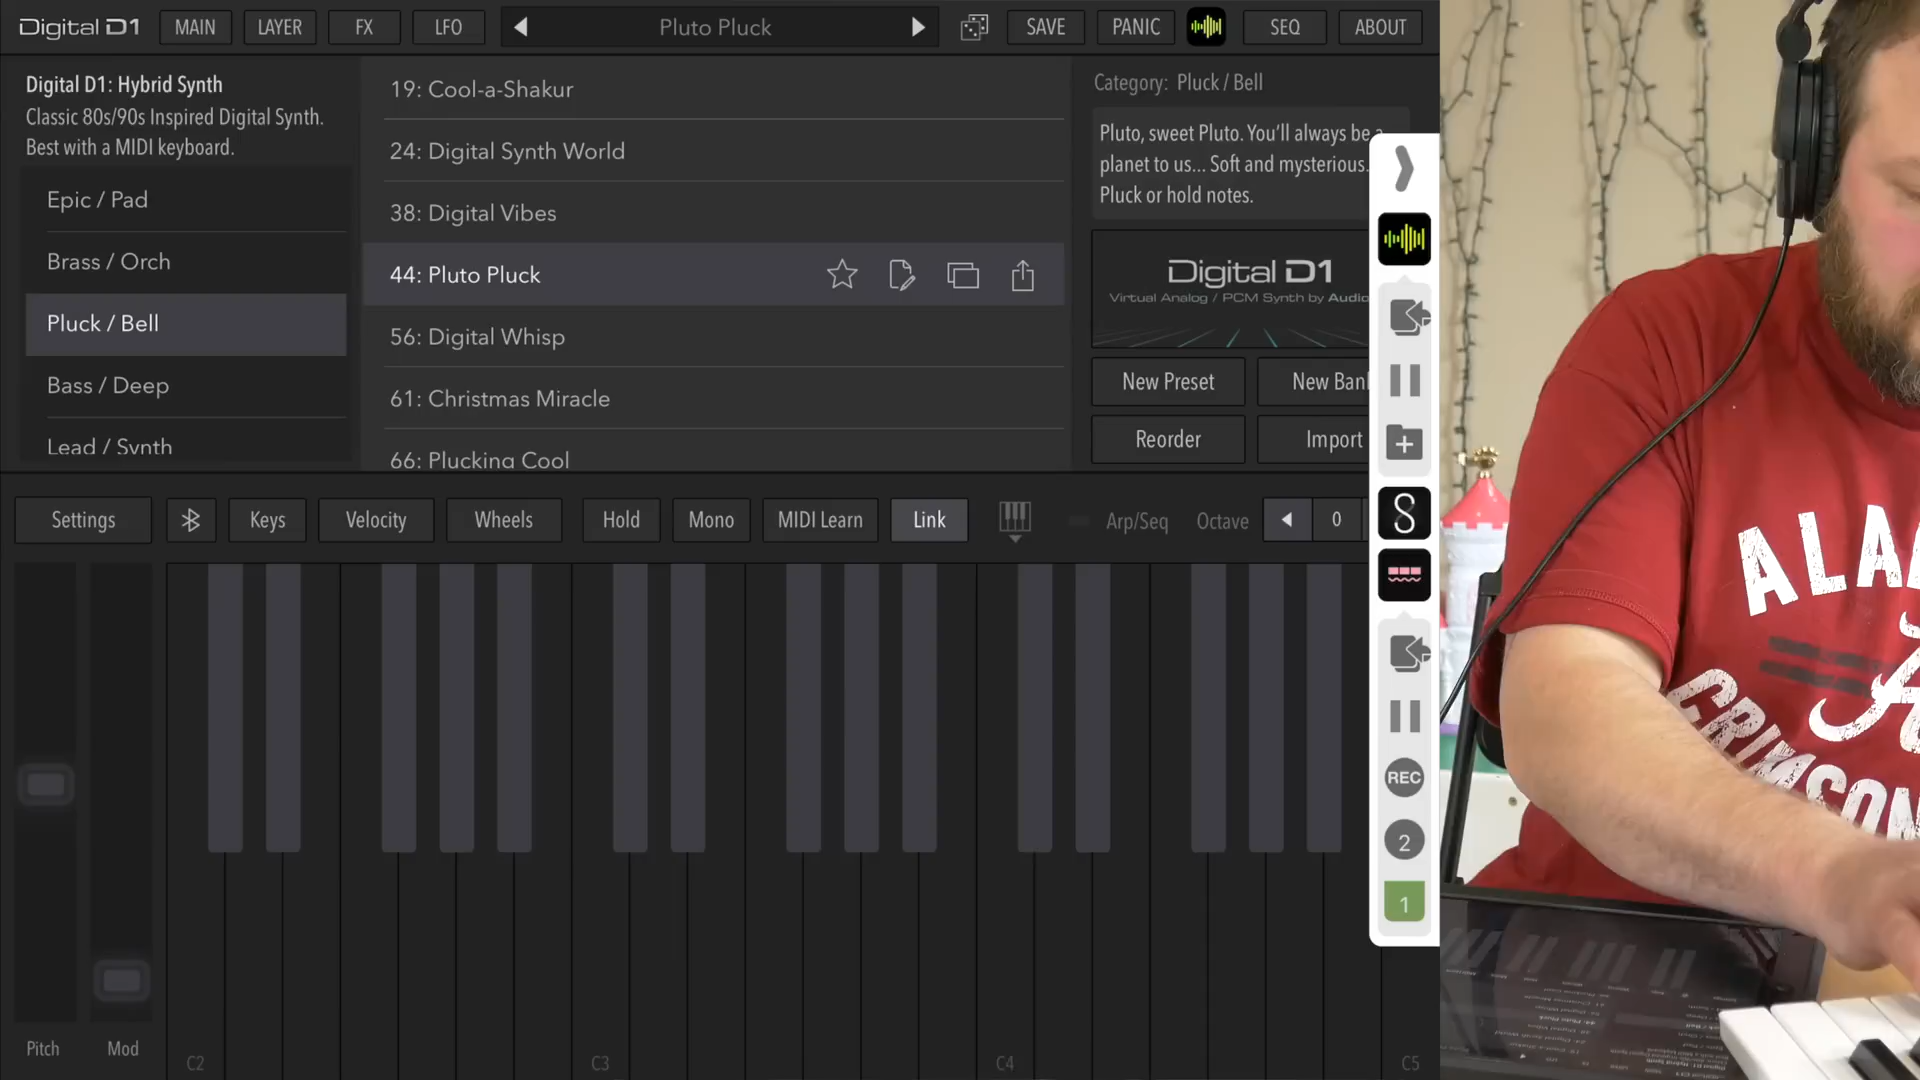 Digital D1
MAIN
LAYER
FX
LFO
Pluto Pluck
SAVE
PANIC
SEQ
ABOUT
Digital D1: Hybrid Synth
Classic 80s/90s Inspired Digital Synth.
Best with a MIDI keyboard.
Epic / Pad
Brass / Orch
Pluck / Bell
Bass / Deep
Lead / Synth
19: Cool-a-Shakur
24: Digital Synth World
38: Digital Vibes
44: Pluto Pluck
56: Digital Whisp
61: Christmas Miracle
66: Plucking Cool
Category: Pluck / Bell
Pluto, sweet Pluto. You'll always be a
planet to us... Soft and mysterious.
Pluck or hold notes.
Digital D1
Virtual Analog / PCM Synth by Audio
New Preset
New Ban
Reorder
Import
Settings
Keys
Velocity
Wheels
Hold
Mono
MIDI Learn
Link
Arp/Seq
Octave
0
Pitch
Mod
C2
C3
C4
C5
REC
2
1
ALA
CRIMSON